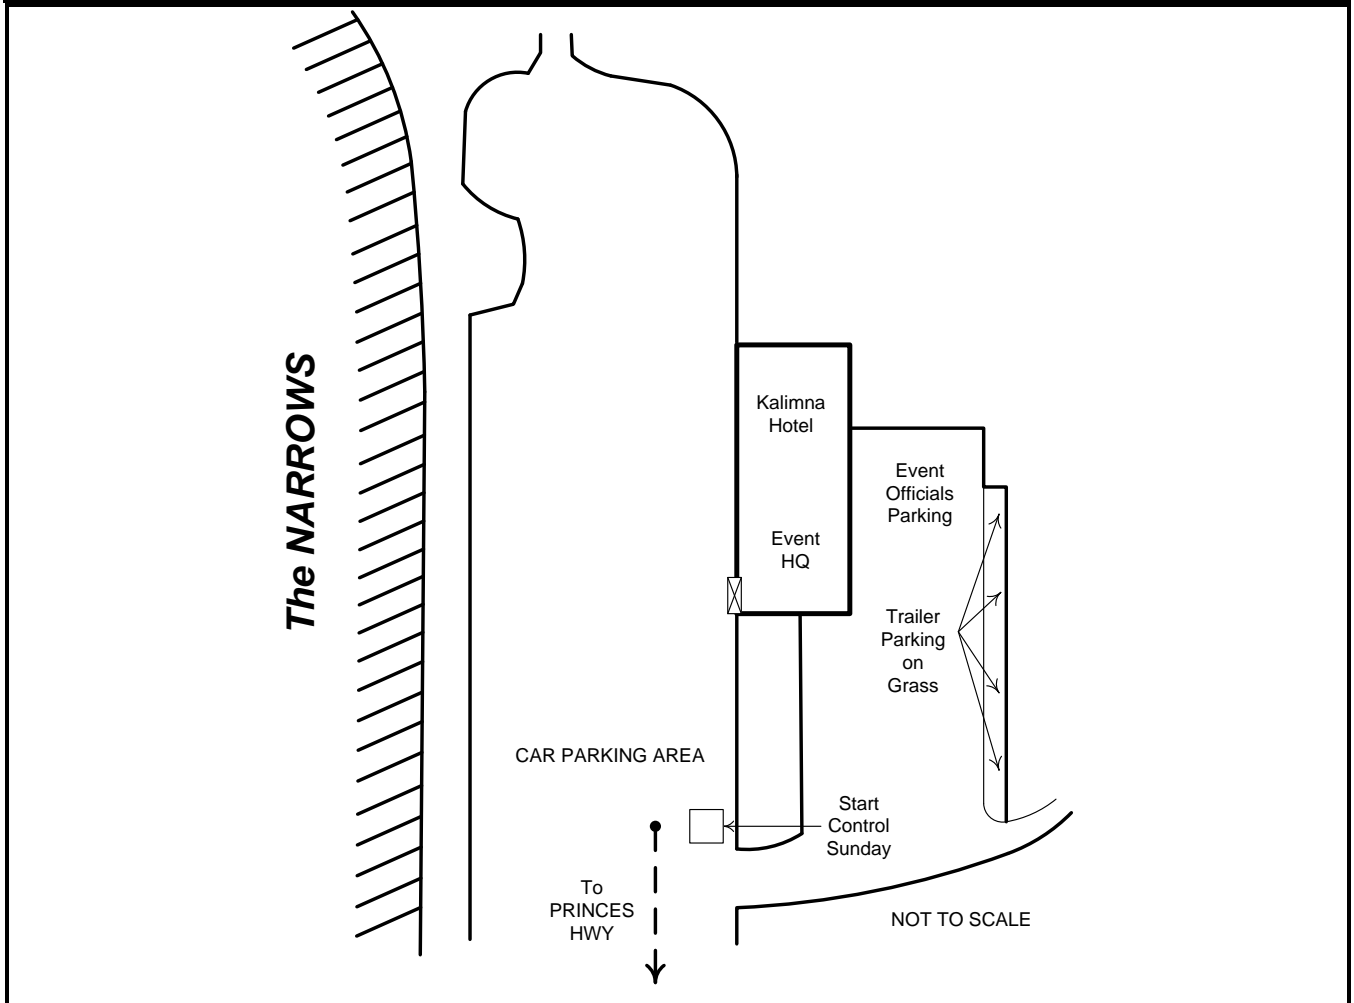 The NARROWS
Kalimna
Hotel
Event
HQ
Event
Officials
Parking
Trailer
Parking
on
Grass
CAR PARKING AREA
Start
Control
Sunday
To
PRINCES
HWY
NOT TO SCALE